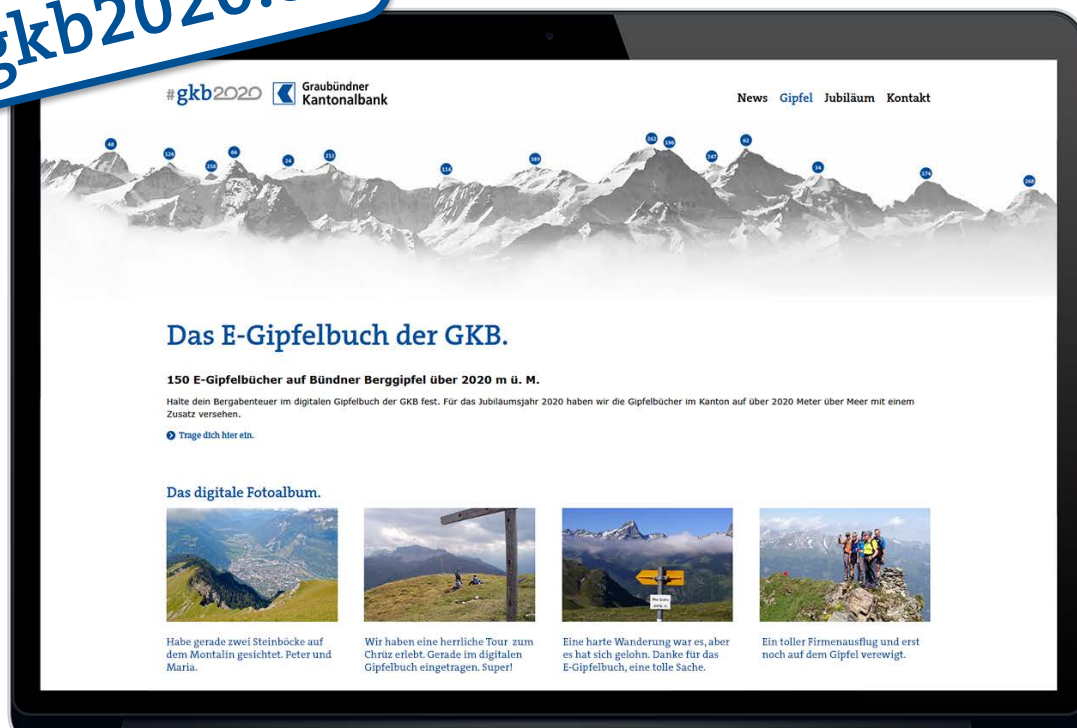 gkb2020.
#gkb2020
Graubündner
Kantonalbank
News Gipfel Jubiläum Kontakt
Das E-Gipfelbuch der GKB.
150 E-Gipfelbücher auf Bündner Berggipfel über 2020 m ü. M.
Halte dein Bergabenteuer im digitalen Gipfelbuch der GKB fest. Für das Jubiläumsjahr 2020 haben wir die Gipfelbücher im Kanton auf über 2020 Meter über Meer mit einem
Zusatz versehen.
Trage dich hier ein.
Das digitale Fotoalbum.
Habe gerade zwei Steinböcke auf
dem Montalin gesichtet. Peter und
Maria.
Wir haben eine herrliche Tour zum
Chrüz erlebt. Gerade im digitalen
Gipfelbuch eingetragen. Super!
Eine harte Wanderung war es, aber
es hat sich gelohn. Danke für das
E-Gipfelbuch, eine tolle Sache.
Ein toller Firmenausflug und erst
noch auf dem Gipfel verewigt.